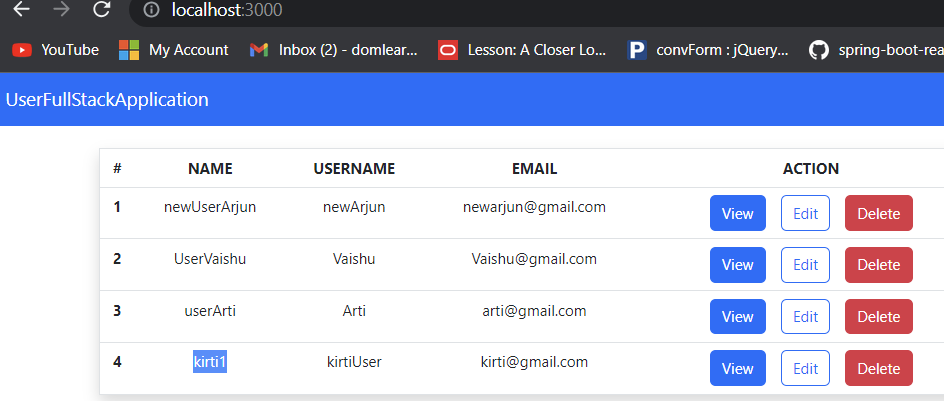 localhost:3000
YouTube My Account Inbox (2) - domlear... Lesson: A Closer Lo... convForm : jQuery... spring-boot-rea
UserFullStackApplication
# NAME USERNAME EMAIL ACTION
1 newUserArjun newArjun newarjun@gmail.com View Edit Delete
2 UserVaishu Vaishu Vaishu@gmail.com View Edit Delete
3 userArti Arti arti@gmail.com View Edit Delete
4 kirti1 kirtiUser kirti@gmail.com View Edit Delete